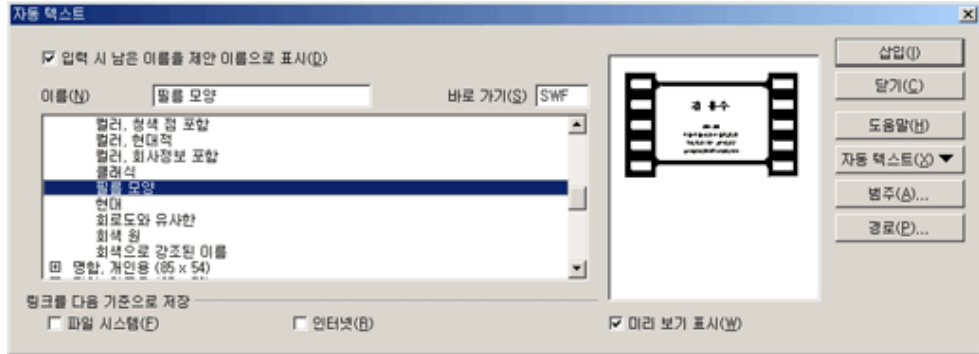 자동 텍스트
입력 시 남은 이름을 제안 이름으로 표시(D)
이름(N) 필름 모양 바로 가기(S) SWF
컬러, 청색 점 포함
컬러, 현대적
컬러, 회사정보 포함
클래식
필름 모양
현대
회로도와 유사한
회색 원
회색으로 강조된 이름
명함, 개인용 (85 x 54)
링크를 다음 기준으로 저장
파일 시스템(F) 인터넷(R) 미리 보기 표시(W)
삽입(I)
닫기(C)
도움말(H)
자동 텍스트(X)
범주(A)...
경로(P)...